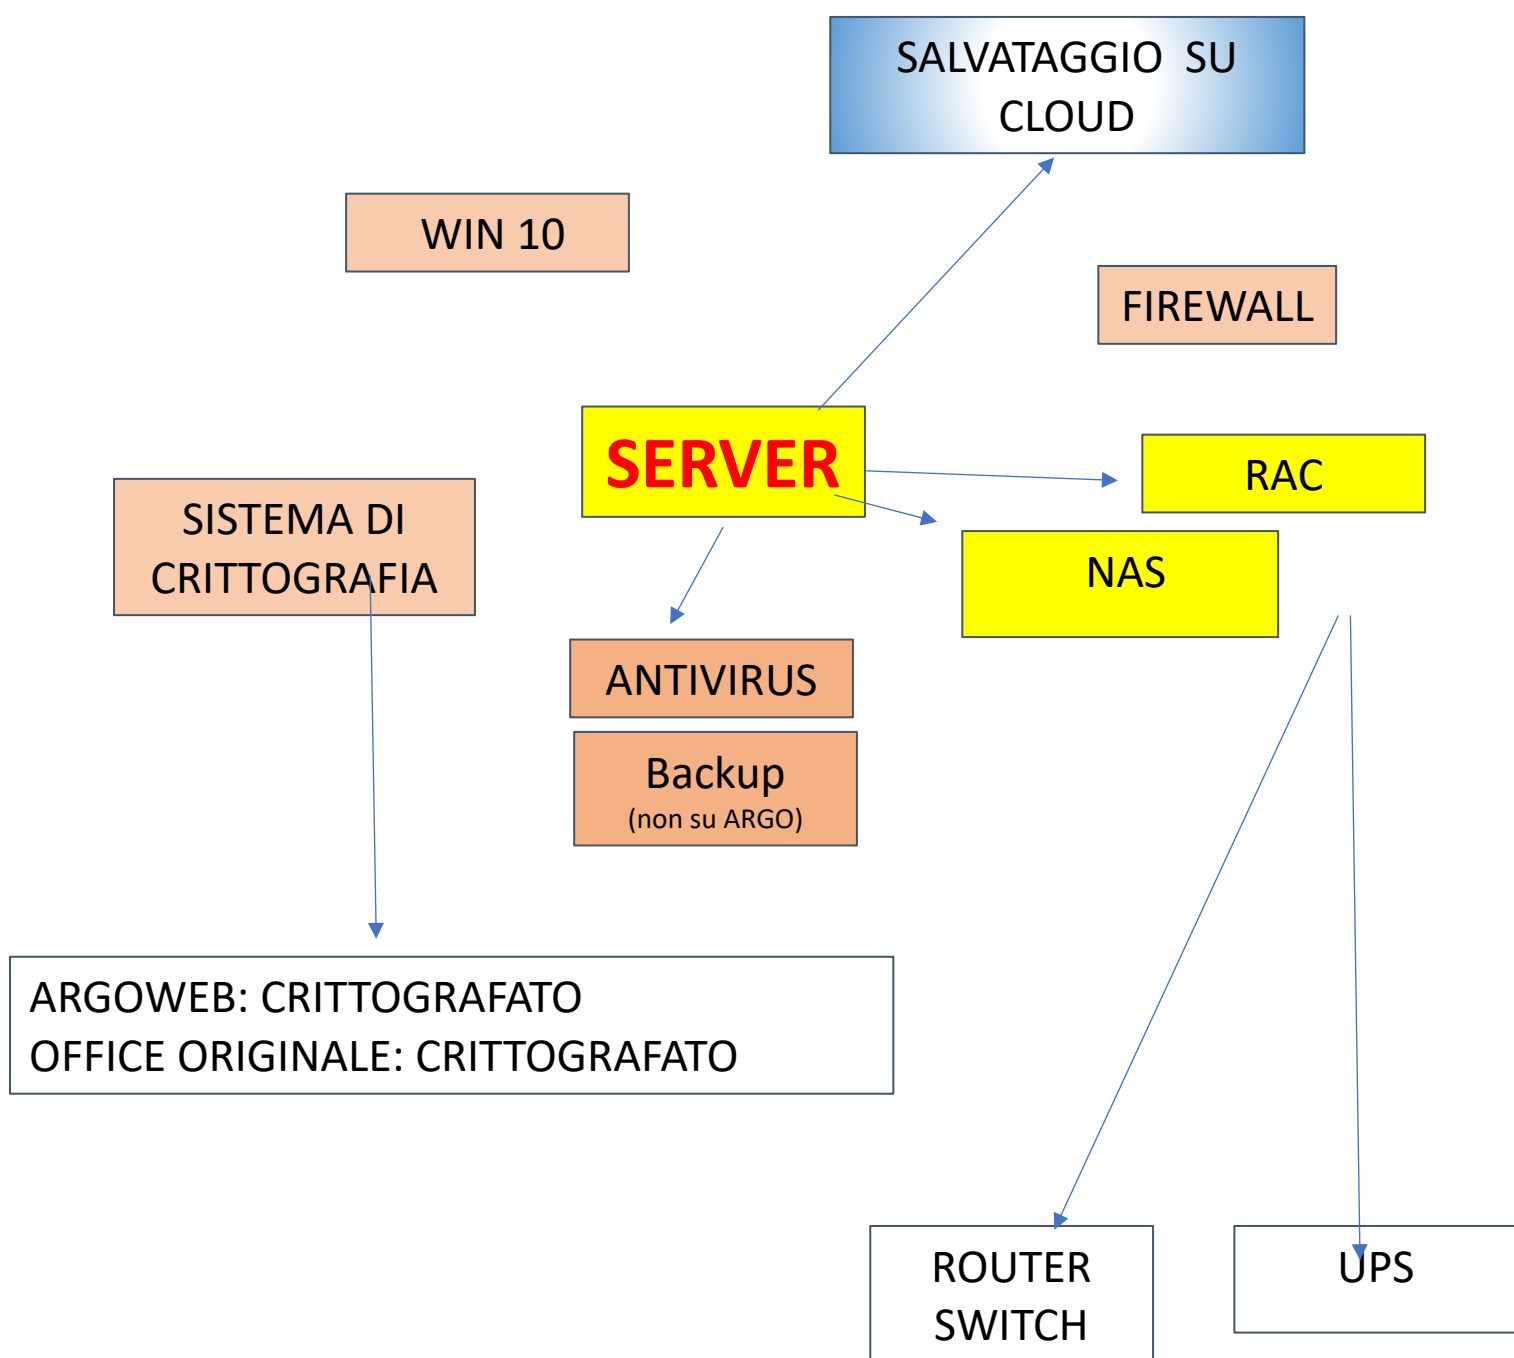 SALVATAGGIO SU
CLOUD
WIN 10
FIREWALL
SERVER
RAC
SISTEMA DI
CRITTOGRAFIA
NAS
ANTIVIRUS
Backup
(non su ARGO)
ARGOWEB: CRITTOGRAFATO
OFFICE ORIGINALE: CRITTOGRAFATO
ROUTER
SWITCH
UPS